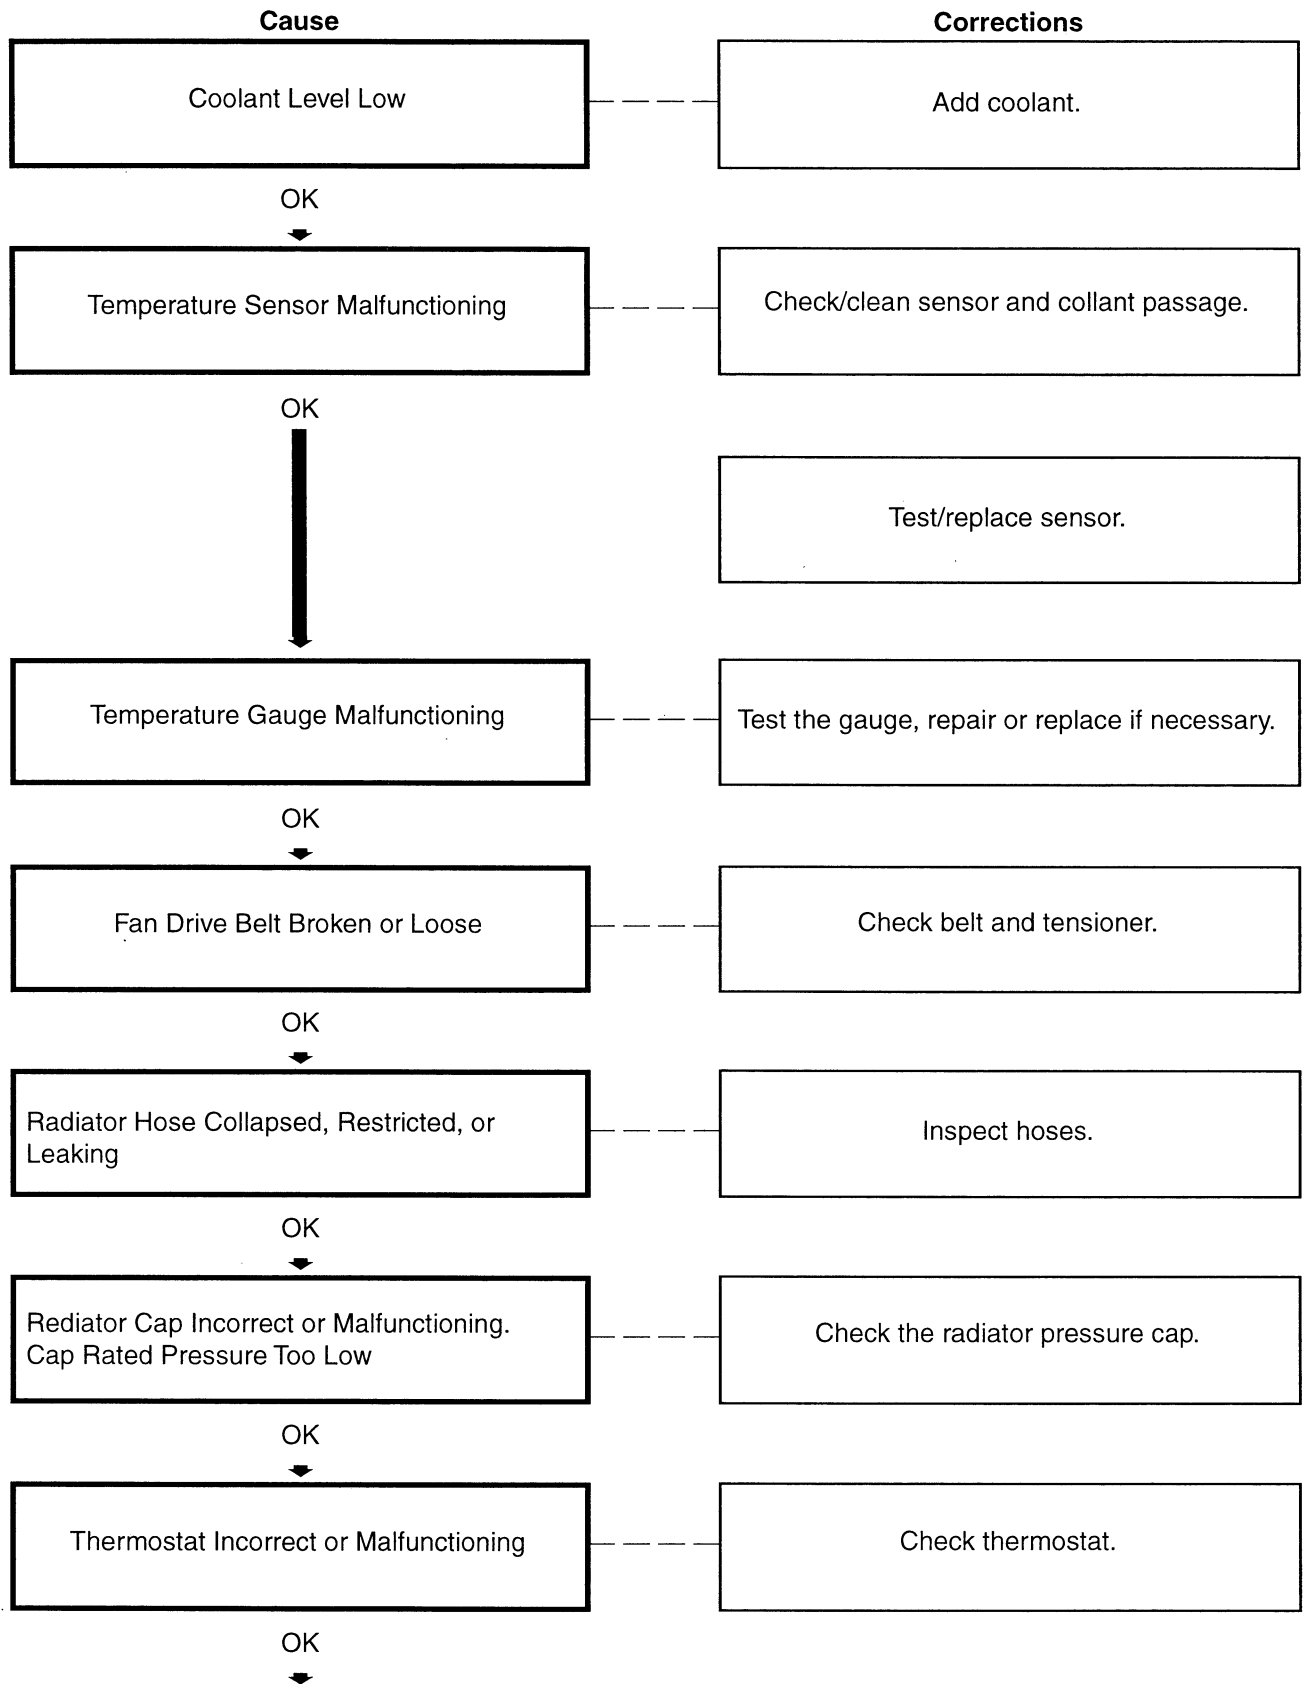 Cause
Corrections
Coolant Level Low
Add coolant.
OK
Temperature Sensor Malfunctioning
Check/clean sensor and collant passage.
OK
Test/replace sensor.
Temperature Gauge Malfunctioning
Test the gauge, repair or replace if necessary.
OK
Fan Drive Belt Broken or Loose
Check belt and tensioner.
OK
Radiator Hose Collapsed, Restricted, or
Leaking
Inspect hoses.
OK
Rediator Cap Incorrect or Malfunctioning.
Cap Rated Pressure Too Low
Check the radiator pressure cap.
OK
Thermostat Incorrect or Malfunctioning
Check thermostat.
OK